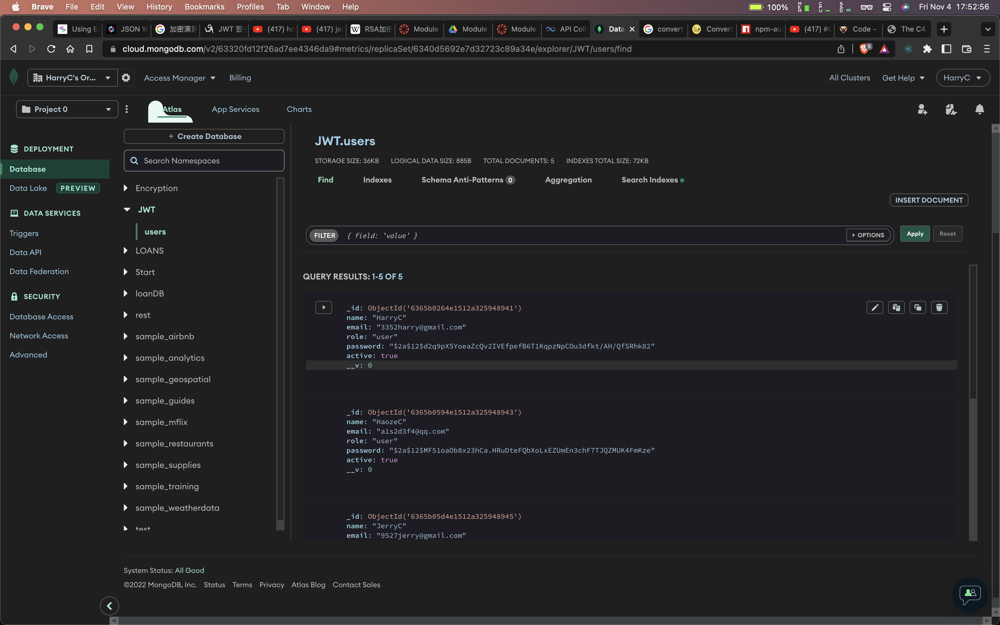 Brave File Edit View History Bookmarks Profiles Tab Window Help 100% MEM CPU SSD Fri Nov 4 17:52:56
Using E JSON W 加密演算 JWT 签 (417) ho (417) je RSA加密 Module Module Module API Coll Data convert Convert npm-au (417) #C Code – The C4
cloud.mongodb.com/v2/63320fd12f26ad7ee4346da9#metrics/replicaSet/6340d5692e7d32723c89a34e/explorer/JWT/users/find 5
HarryC's Or... Access Manager Billing All Clusters Get Help HarryC
Project 0 Atlas App Services Charts
DEPLOYMENT
Database
Data Lake PREVIEW
DATA SERVICES
Triggers
Data API
Data Federation
SECURITY
Database Access
Network Access
Advanced
+ Create Database
Search Namespaces
Encryption
JWT
users
LOANS
Start
loanDB
rest
sample_airbnb
sample_analytics
sample_geospatial
sample_guides
sample_mflix
sample_restaurants
sample_supplies
sample_training
sample_weatherdata
test
JWT.users
STORAGE SIZE: 36KB LOGICAL DATA SIZE: 885B TOTAL DOCUMENTS: 5 INDEXES TOTAL SIZE: 72KB
Find Indexes Schema Anti-Patterns 0 Aggregation Search Indexes
INSERT DOCUMENT
FILTER { field: 'value' } OPTIONS Apply Reset
QUERY RESULTS: 1-5 OF 5
_id: ObjectId('6365b0264e1512a325948941')
name: "HarryC"
email: "3352harry@gmail.com"
role: "user"
password: "$2a$12$d2q9pXSYoeaZcQv2IVEfpefB6T1KqpzNpCOu3dfkt/AH/QfSRhk82"
active: true
__v: 0
_id: ObjectId('6365b0594e1512a325948943')
name: "HaozeC"
email: "a1s2d3f4@qq.com"
role: "user"
password: "$2a$12$MF51oaOb8x23hCa.HRuDteFQbXoLxEZUmEn3chF7TJQZMUK4FmKze"
active: true
__v: 0
_id: ObjectId('6365b05d4e1512a325948945')
name: "JerryC"
email: "9527jerry@gmail.com"
System Status: All Good
©2022 MongoDB, Inc. Status Terms Privacy Atlas Blog Contact Sales